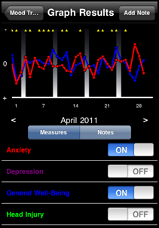 Mood Tr... Graph Results Add Note
0
+
1 7 14 21 28
< April 2011 >
Measures Notes
Anxiety ON
Depression OFF
General Well-Being ON
Head Injury OFF